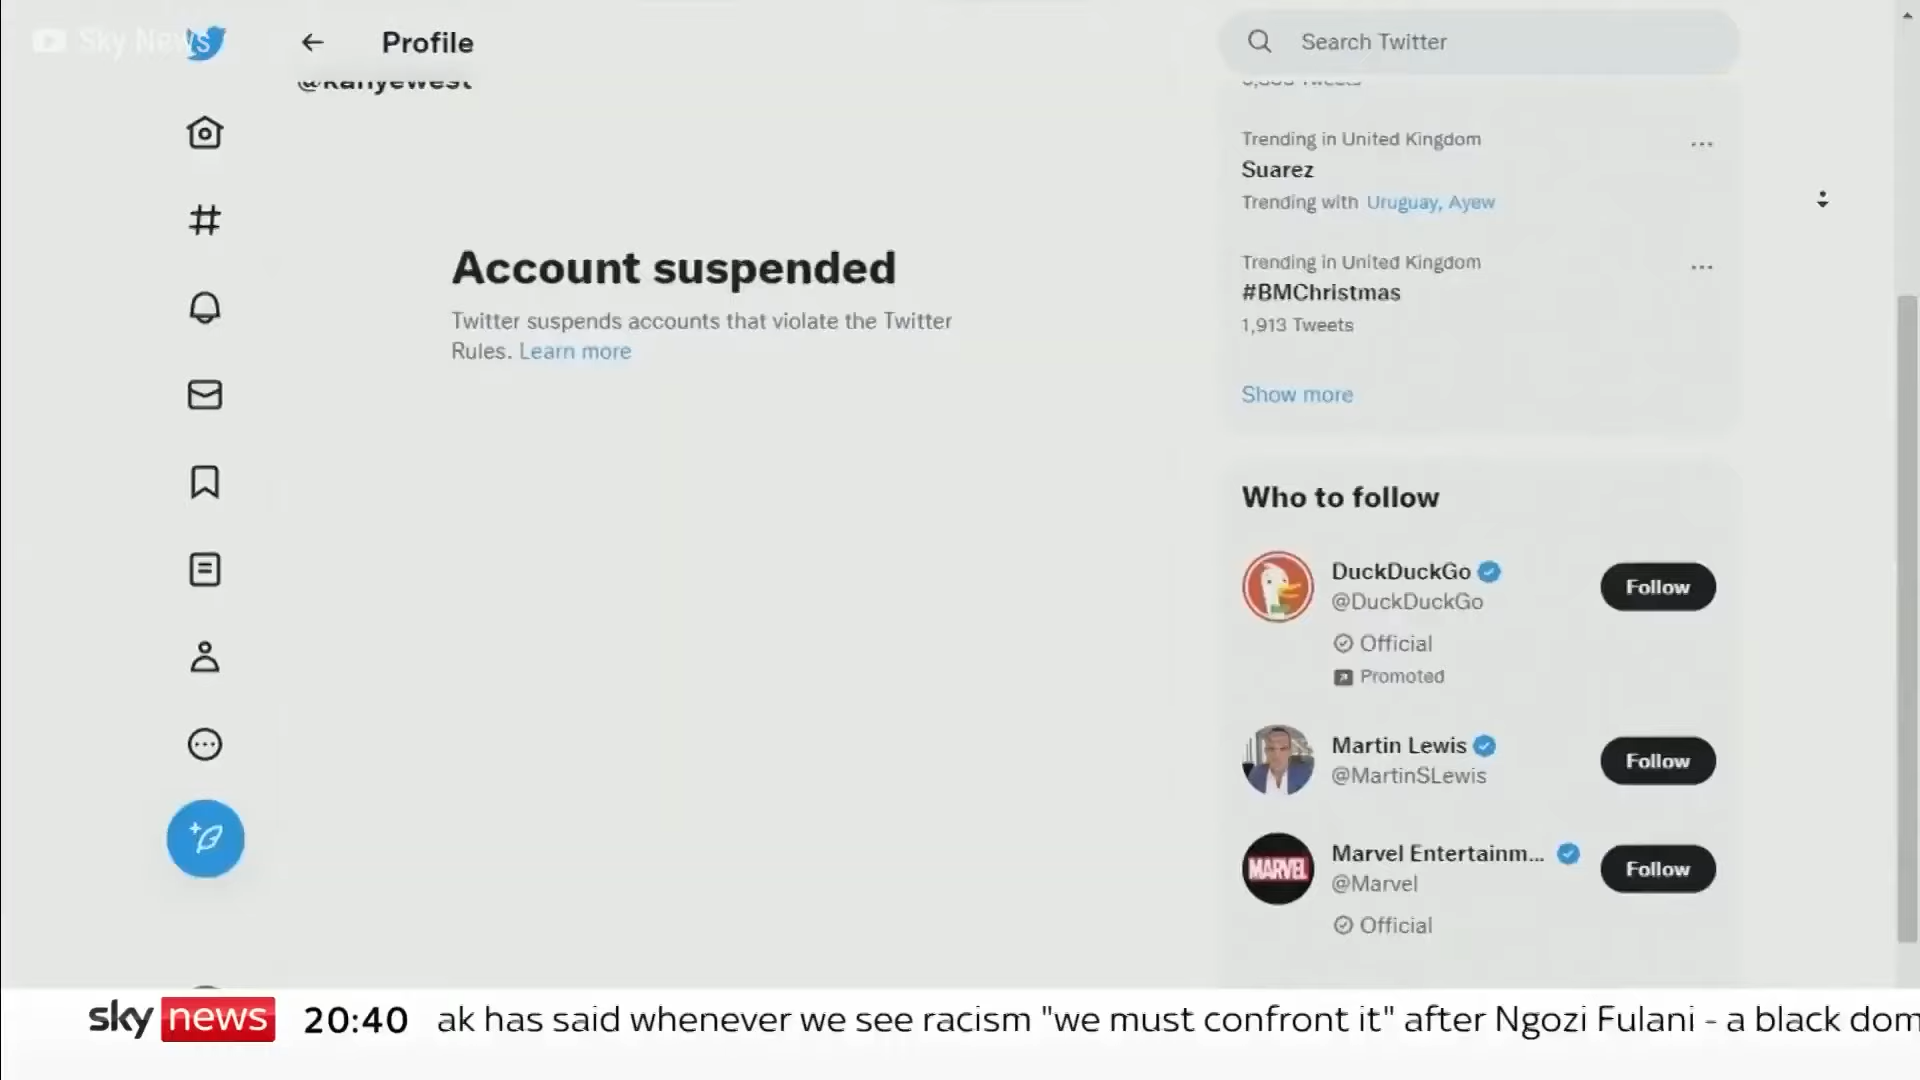 Sky News
Profile
@kanyewest
Search Twitter
Trending in United Kingdom
Suarez
Trending with Uruguay, Ayew
Account suspended
Twitter suspends accounts that violate the Twitter
Rules. Learn more
Trending in United Kingdom
#BMChristmas
1,913 Tweets
Show more
Who to follow
DuckDuckGo
@DuckDuckGo
Follow
Official
Promoted
Martin Lewis
@MartinSLewis
Follow
MARVEL
Marvel Entertainm...
@Marvel
Follow
Official
sky news 20:40 ak has said whenever we see racism "we must confront it" after Ngozi Fulani - a black dom